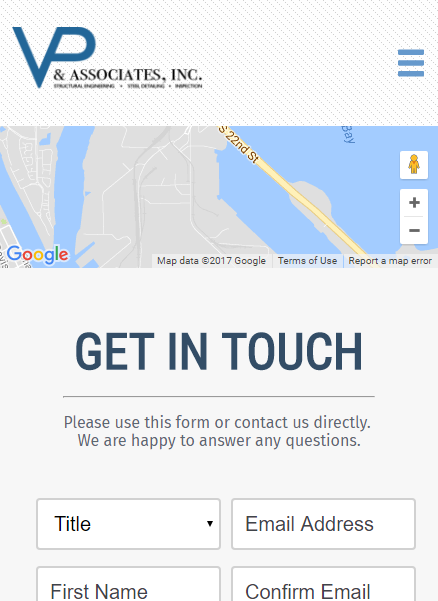 VP
& ASSOCIATES, INC.
STRUCTURAL ENGINEERING • STEEL DETAILING • INSPECTION
S 22nd St
Bay
Google
Map data ©2017 Google
Terms of Use
Report a map error
GET IN TOUCH
Please use this form or contact us directly.
We are happy to answer any questions.
Title
Email Address
First Name
Confirm Email